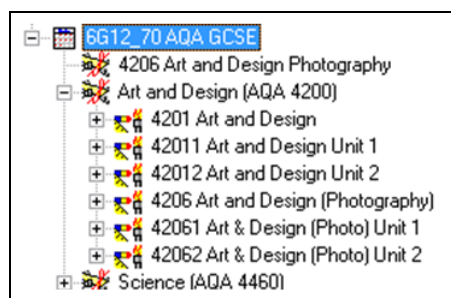 6G12_70 AQA GCSE
4206 Art and Design Photography
Art and Design (AQA 4200)
4201 Art and Design
42011 Art and Design Unit 1
42012 Art and Design Unit 2
4206 Art and Design (Photography)
42061 Art & Design (Photo) Unit 1
42062 Art & Design (Photo) Unit 2
Science (AQA 4460)